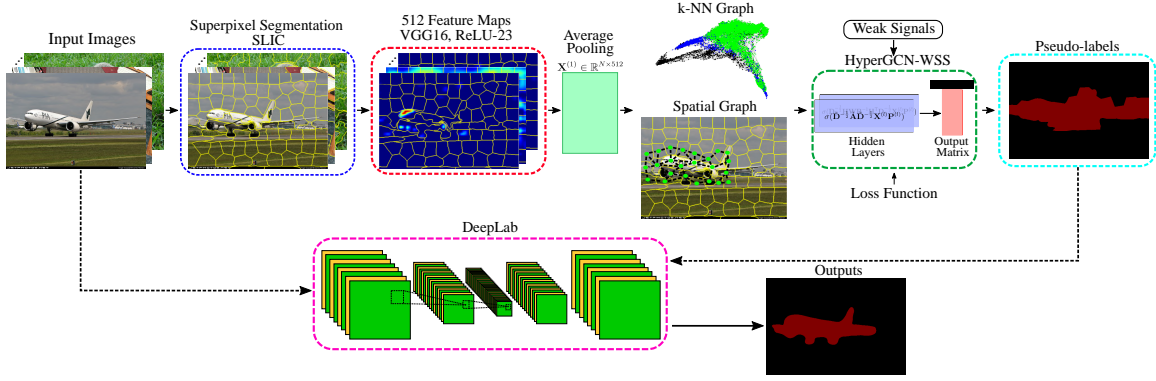 Input Images
Superpixel Segmentation
SLIC
512 Feature Maps
VGG16, ReLU-23
Average
Pooling
X^(1) ∈ ℝ^{N×512}
k-NN Graph
Spatial Graph
Weak Signals
HyperGCN-WSS
Hidden
Layers
Output
Matrix
Loss Function
Pseudo-labels
DeepLab
Outputs